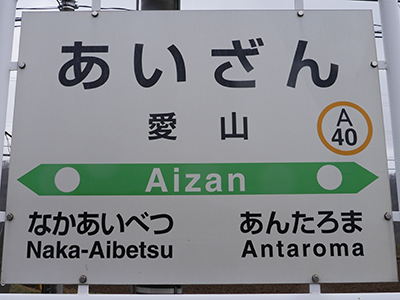 あいざん
愛山
A
40
Aizan
なかあいべつ あんたろま
Naka-Aibetsu Antaroma